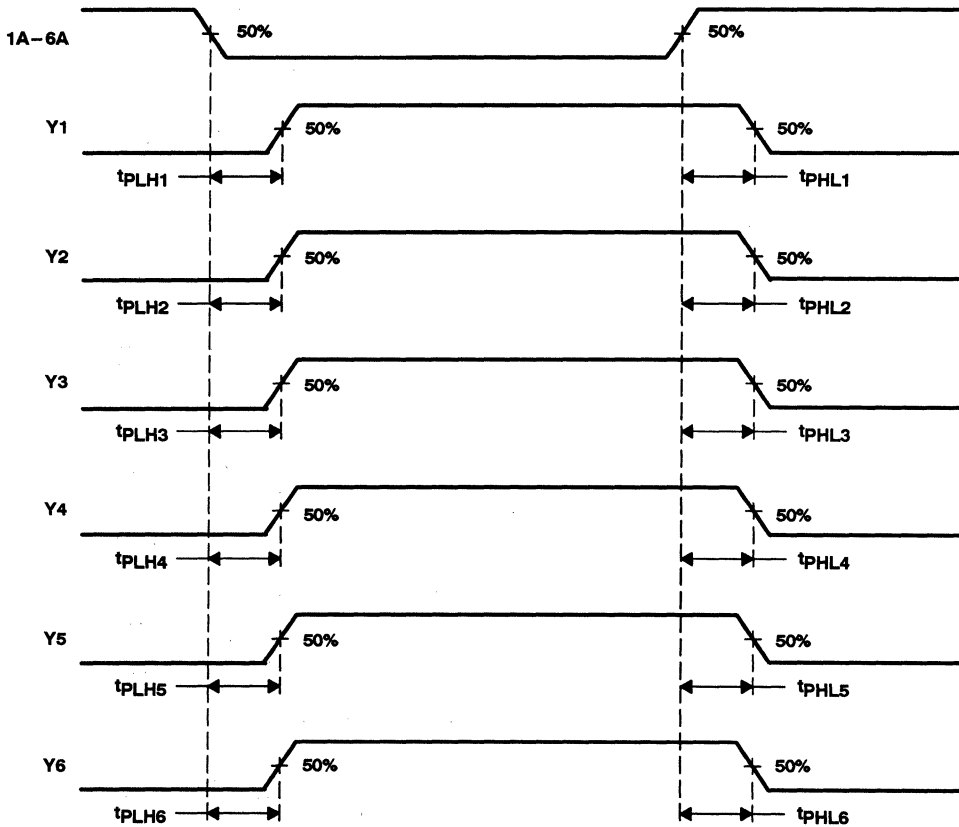 1A–6A 50% 50%
Y1 50% 50%
tPLH1 tPHL1
Y2 50% 50%
tPLH2 tPHL2
Y3 50% 50%
tPLH3 tPHL3
Y4 50% 50%
tPLH4 tPHL4
Y5 50% 50%
tPLH5 tPHL5
Y6 50% 50%
tPLH6 tPHL6